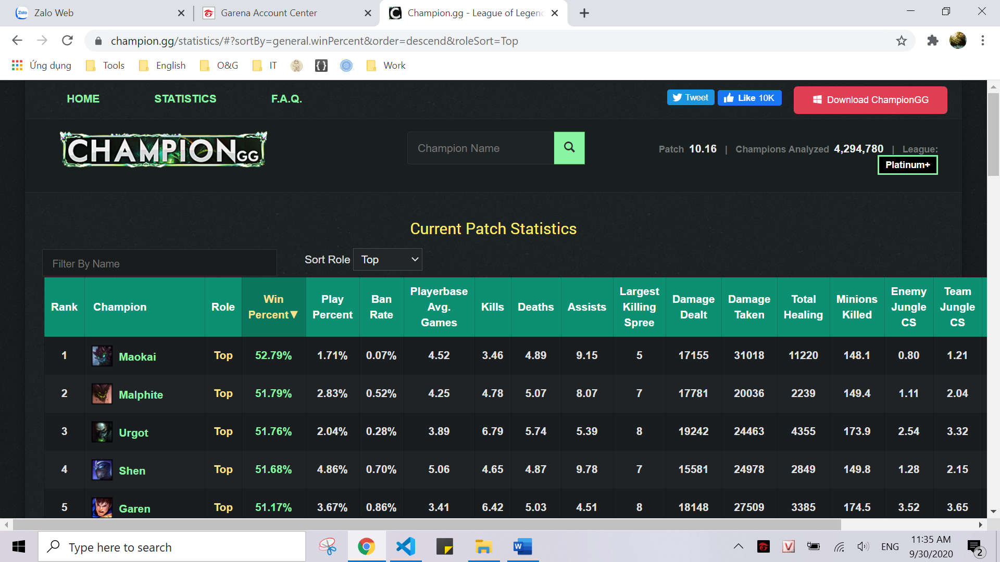 Zalo Web
Garena Account Center
Champion.gg - League of Legend
champion.gg/statistics/#?sortBy=general.winPercent&order=descend&roleSort=Top
Ứng dụng
Tools
English
O&G
IT
Work
HOME
STATISTICS
F.A.Q.
Tweet
Like 10K
Download ChampionGG
CHAMPION GG
Champion Name
Patch 10.16 | Champions Analyzed 4,294,780 | League:
Platinum+
Current Patch Statistics
Filter By Name
Sort Role Top
Rank Champion Role Win Percent▼ Play Percent Ban Rate Playerbase Avg. Games Kills Deaths Assists Largest Killing Spree Damage Dealt Damage Taken Total Healing Minions Killed Enemy Jungle CS Team Jungle CS
1 Maokai Top 52.79% 1.71% 0.07% 4.52 3.46 4.89 9.15 5 17155 31018 11220 148.1 0.80 1.21
2 Malphite Top 51.79% 2.83% 0.52% 4.25 4.78 5.07 8.07 7 17781 20036 2239 149.4 1.11 2.04
3 Urgot Top 51.76% 2.04% 0.28% 3.89 6.79 5.74 5.39 8 19242 24463 4355 173.9 2.54 3.32
4 Shen Top 51.68% 4.86% 0.70% 5.06 4.65 4.87 9.78 7 15581 24978 2849 149.8 1.28 2.15
5 Garen Top 51.17% 3.67% 0.86% 3.41 6.42 5.03 4.51 8 18148 27509 3385 174.5 3.52 3.65
Type here to search
ENG
11:35 AM
9/30/2020
2